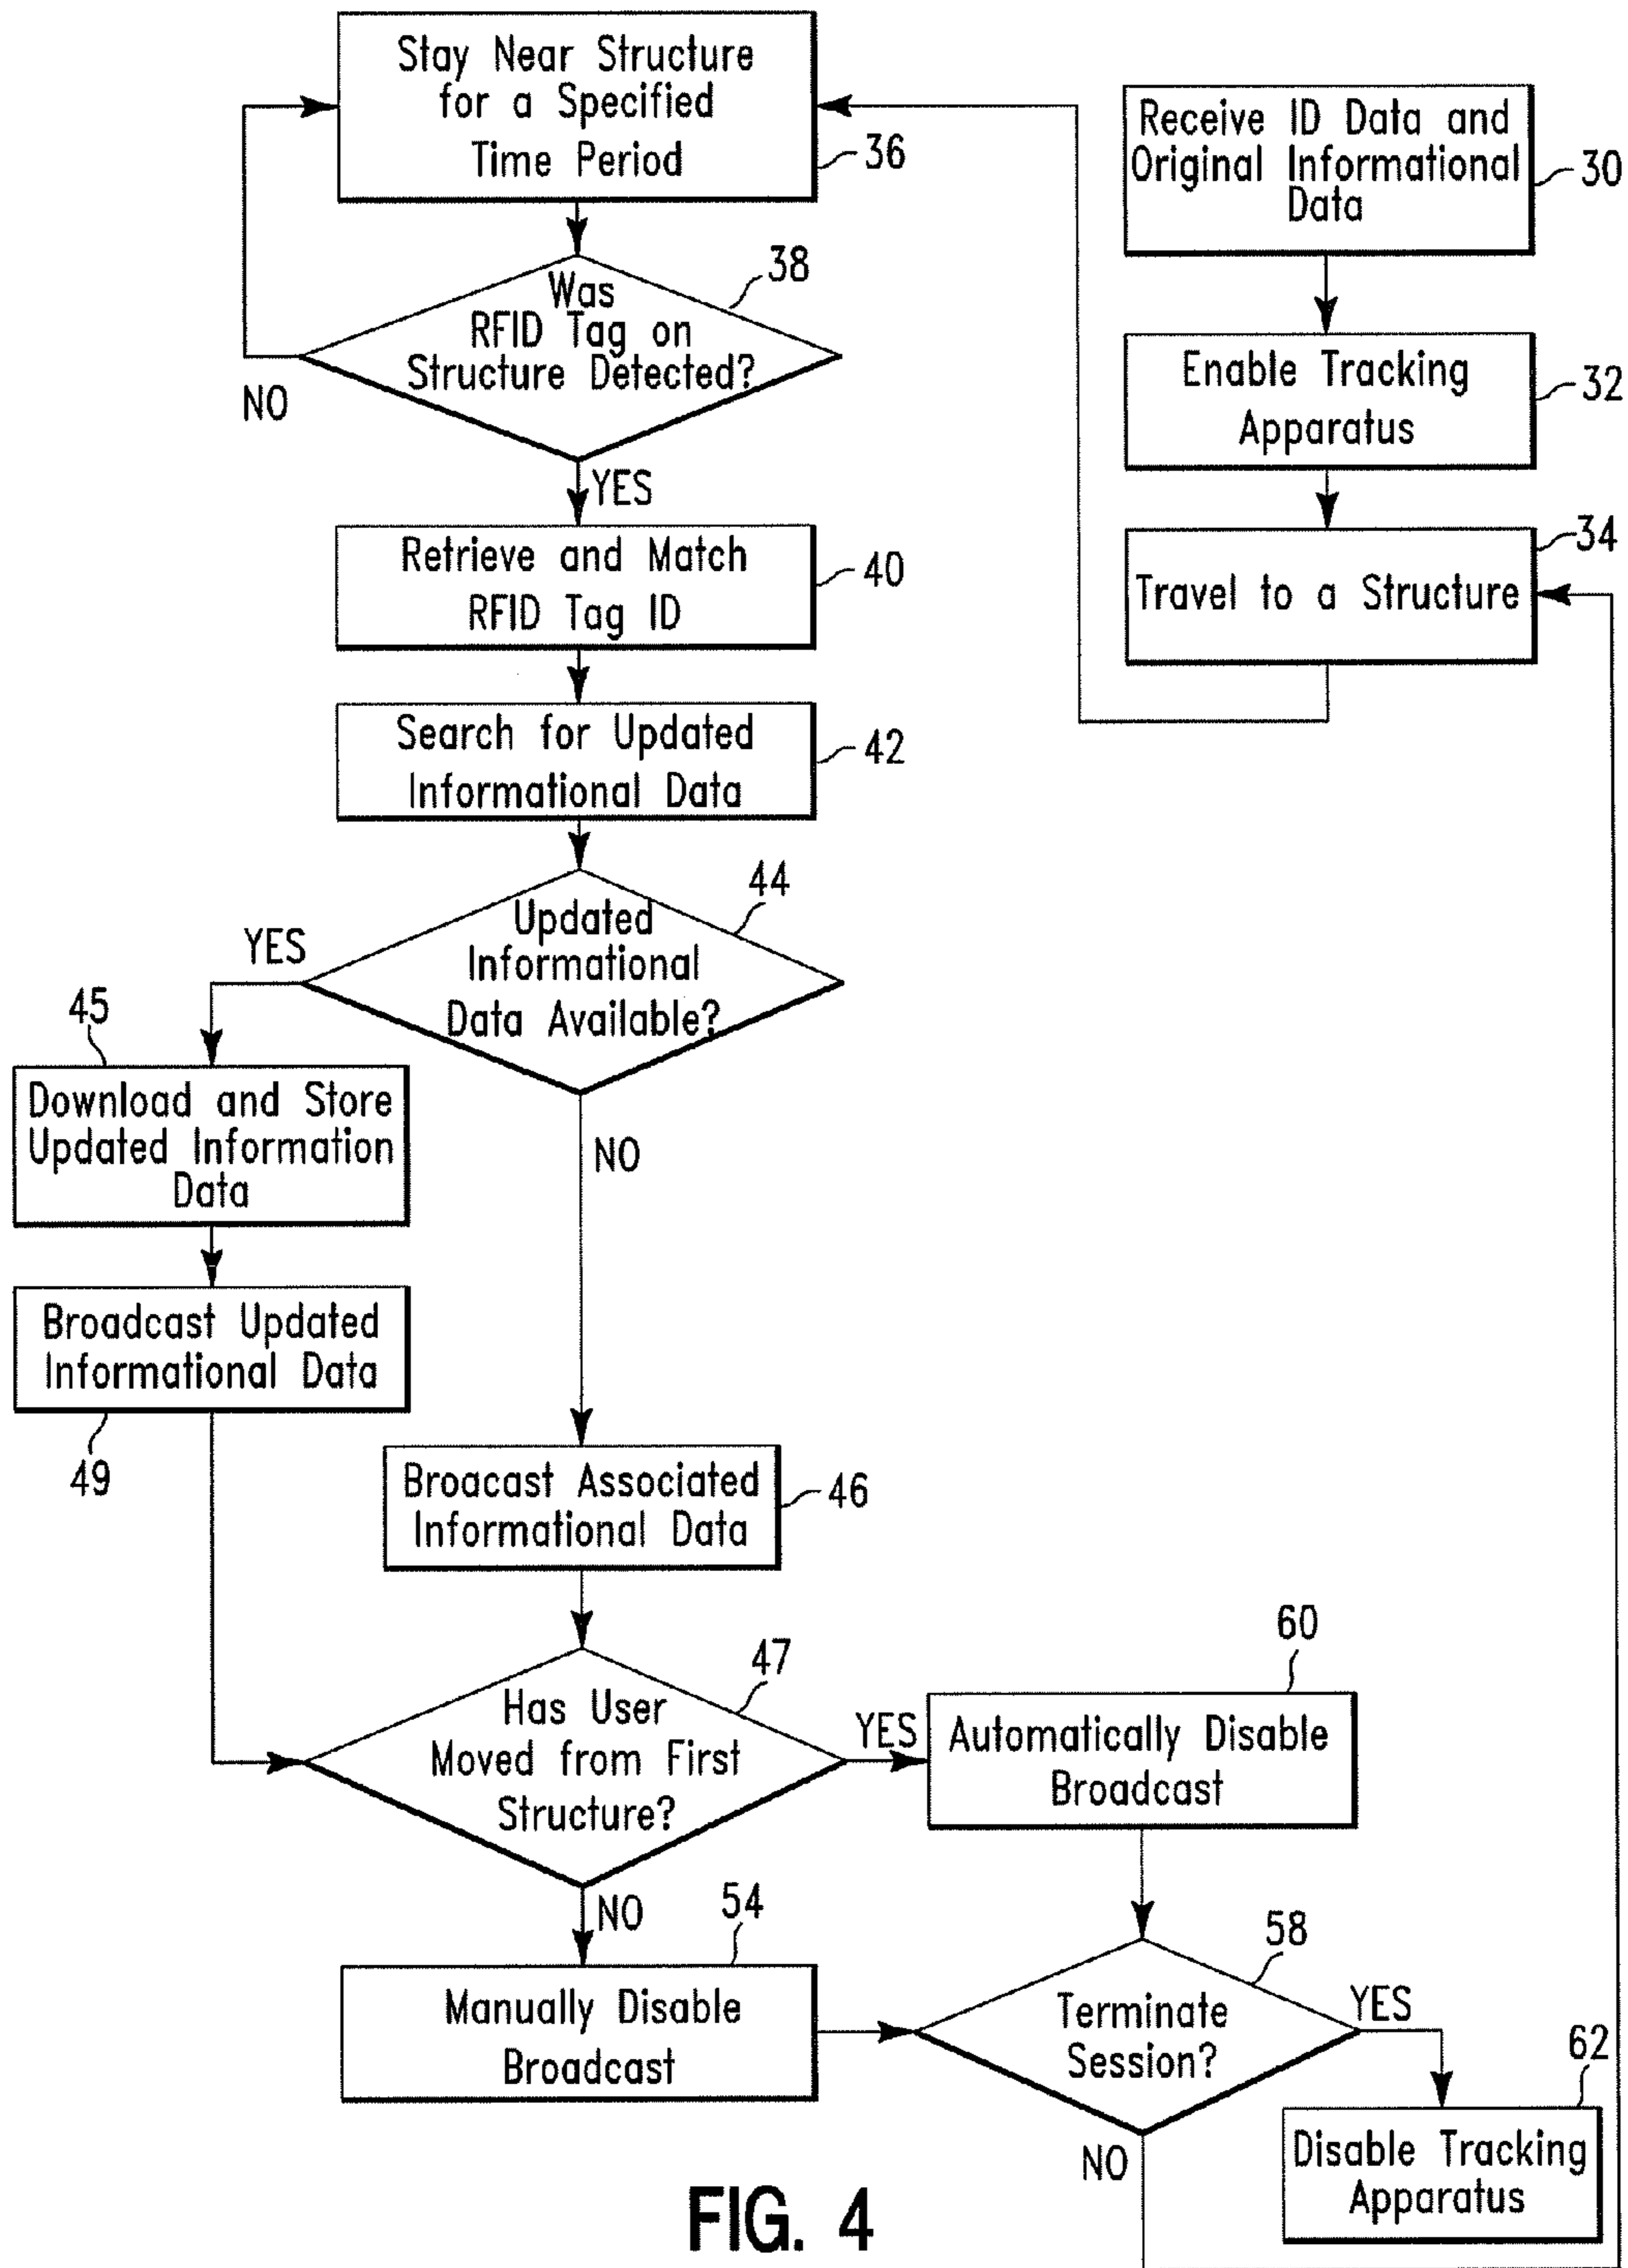 Stay Near Structure
for a Specified
Time Period
36
Receive ID Data and
Original Informational
Data
30
Enable Tracking
Apparatus
32
Travel to a Structure
34
Was
RFID Tag on
Structure Detected?
38
NO
YES
Retrieve and Match
RFID Tag ID
40
Search for Updated
Informational Data
42
Updated
Informational
Data Available?
44
YES
NO
45
Download and Store
Updated Information
Data
Broadcast Updated
Informational Data
49
Broacast Associated
Informational Data
46
Has User
Moved from First
Structure?
47
YES
NO
60
Automatically Disable
Broadcast
54
Manually Disable
Broadcast
58
Terminate
Session?
YES
NO
62
Disable Tracking
Apparatus
FIG. 4